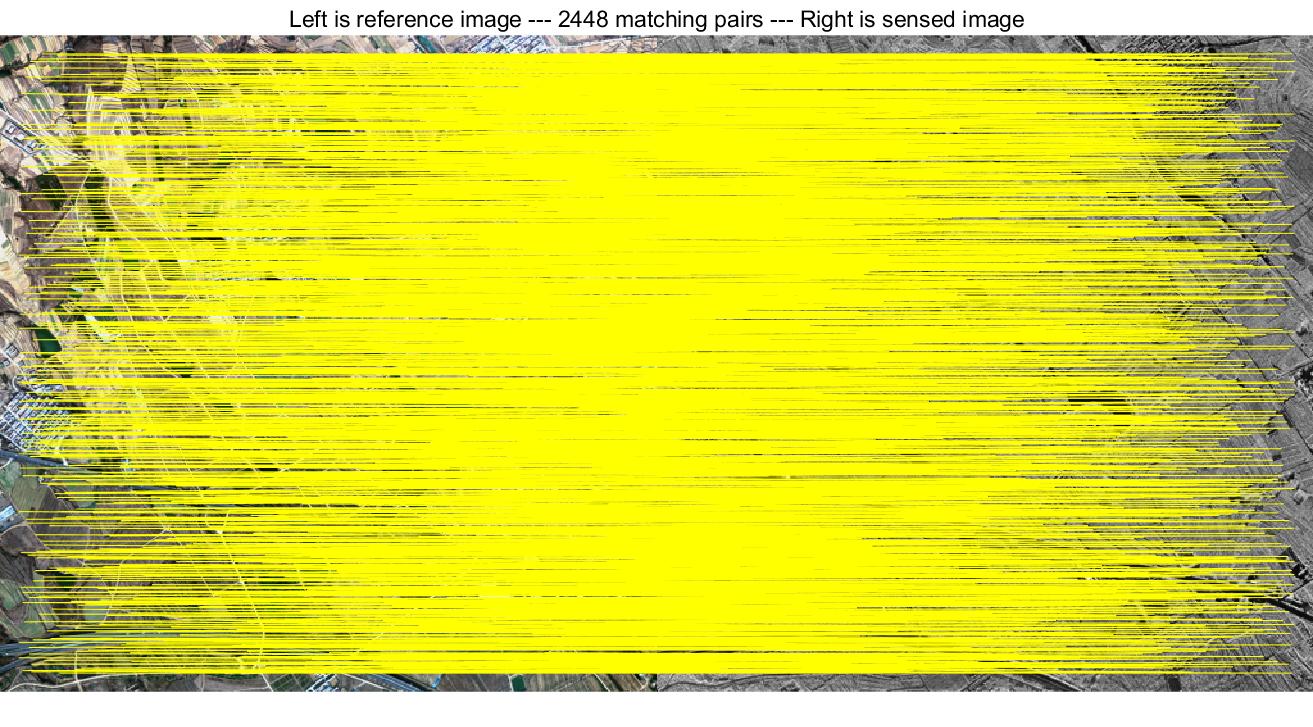 Left is reference image --- 2448 matching pairs --- Right is sensed image